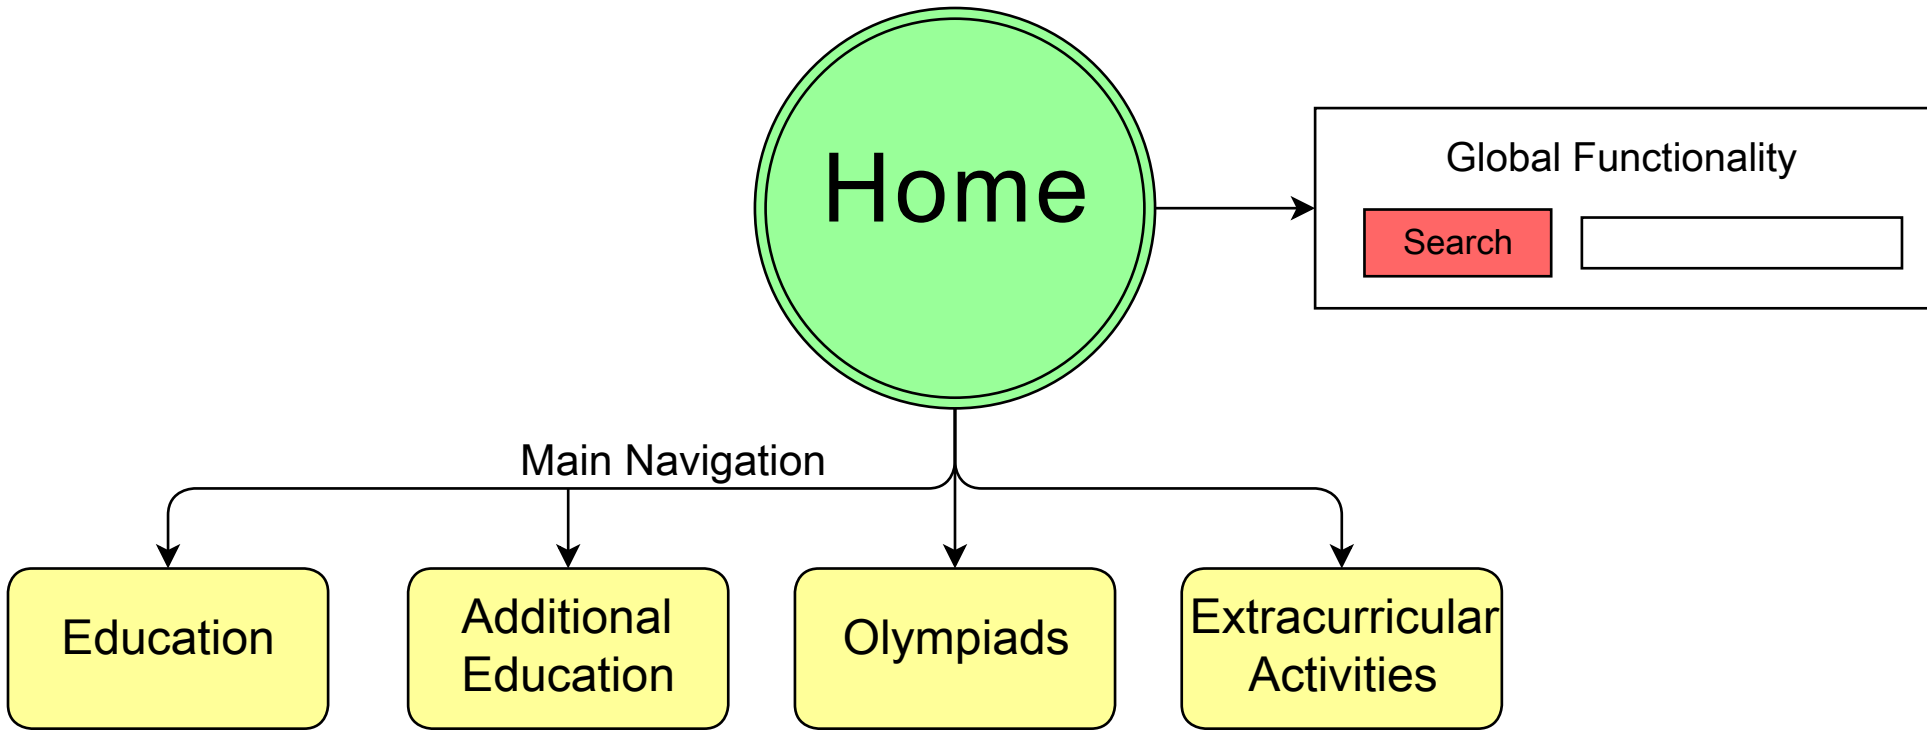 Home
Global Functionality
Search
Main Navigation
Education
Additional
Education
Olympiads
Extracurricular
Activities